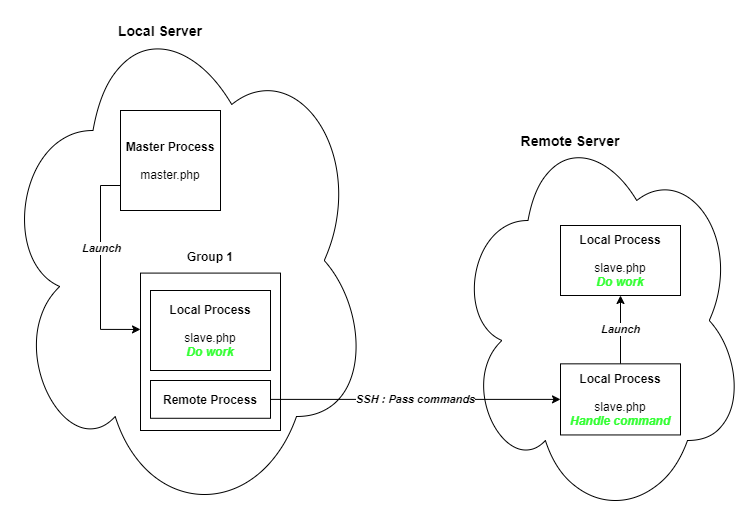 Local Server
Master Process
master.php
Launch
Group 1
Local Process
slave.php
Do work
Remote Process
SSH : Pass commands
Remote Server
Local Process
slave.php
Do work
Launch
Local Process
slave.php
Handle command